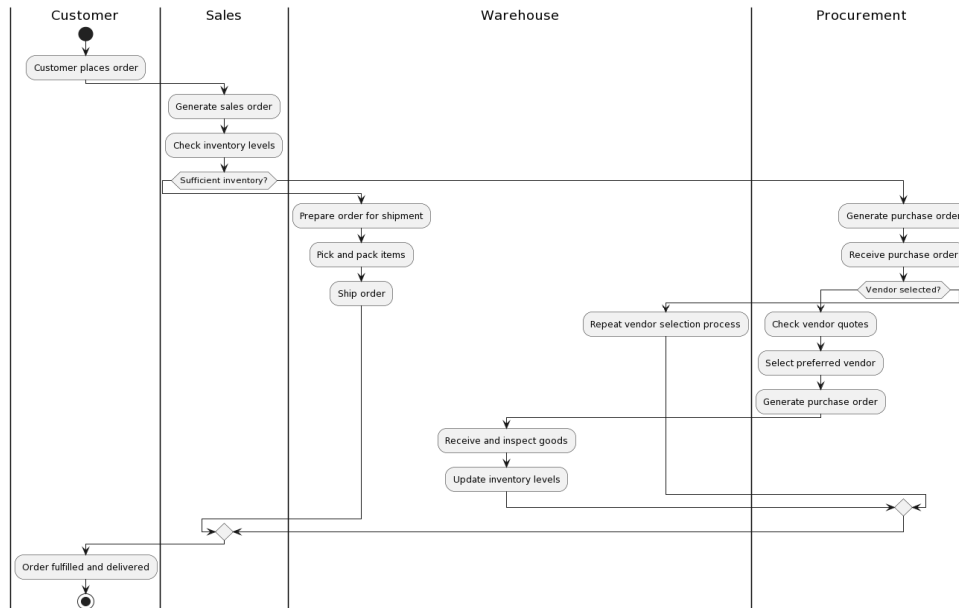 Customer
Sales
Warehouse
Procurement
Customer places order
Generate sales order
Check inventory levels
Sufficient inventory?
Prepare order for shipment
Generate purchase order
Pick and pack items
Receive purchase order
Ship order
Vendor selected?
Repeat vendor selection process
Check vendor quotes
Select preferred vendor
Generate purchase order
Receive and inspect goods
Update inventory levels
Order fulfilled and delivered